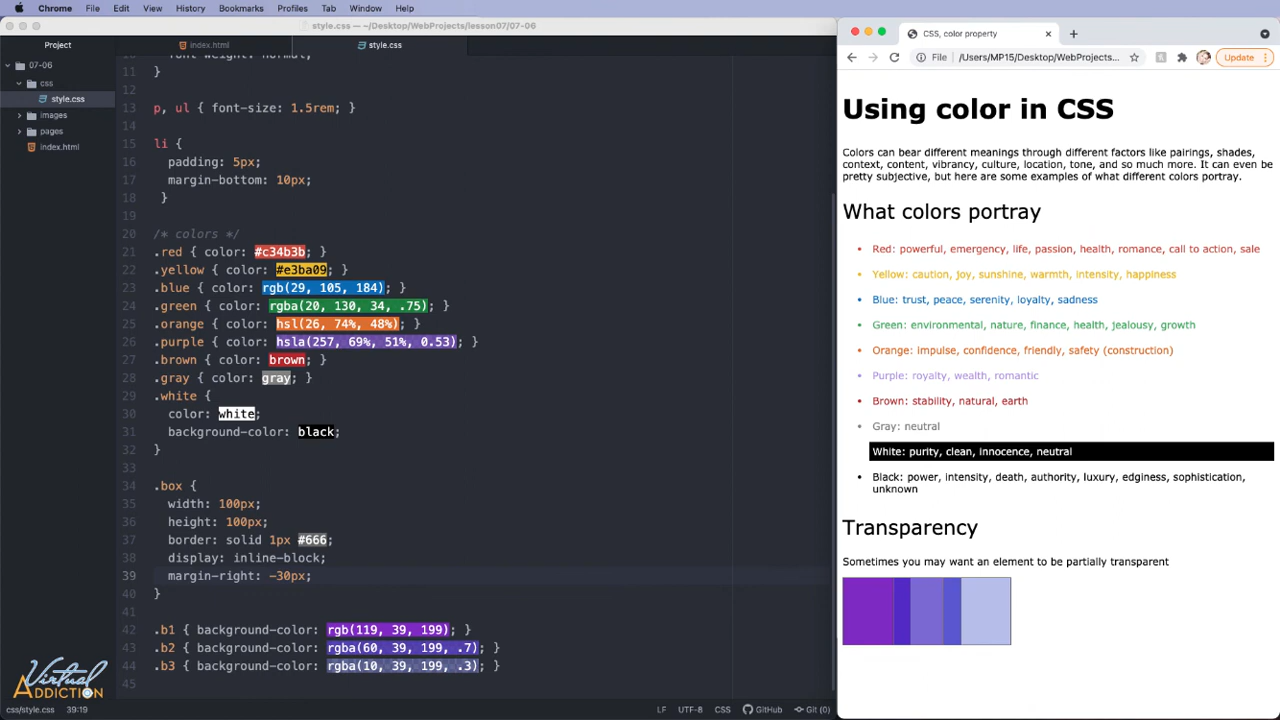 Chrome File Edit View History Bookmarks Profiles Tab Window Help
style.css — ~/Desktop/WebProjects/lesson07/07-06
Project
index.html
style.css
07-06
css
style.css
images
pages
index.html
11 }
12
13 p, ul { font-size: 1.5rem; }
14
15 li {
16 padding: 5px;
17 margin-bottom: 10px;
18 }
19
20 /* colors */
21 .red { color: #c34b3b; }
22 .yellow { color: #e3ba09; }
23 .blue { color: rgb(29, 105, 184); }
24 .green { color: rgba(20, 130, 34, .75); }
25 .orange { color: hsl(26, 74%, 48%); }
26 .purple { color: hsla(257, 69%, 51%, 0.53); }
27 .brown { color: brown; }
28 .gray { color: gray; }
29 .white {
30 color: white;
31 background-color: black;
32 }
33
34 .box {
35 width: 100px;
36 height: 100px;
37 border: solid 1px #666;
38 display: inline-block;
39 margin-right: -30px;
40 }
41
42 .b1 { background-color: rgb(119, 39, 199); }
43 .b2 { background-color: rgba(60, 39, 199, .7); }
44 .b3 { background-color: rgba(10, 39, 199, .3); }
45
Virtual
ADDICTION
css/style.css 39:19
LF UTF-8 CSS GitHub Git (0)
CSS, color property
File /Users/MP15/Desktop/WebProjects... Update
Using color in CSS
Colors can bear different meanings through different factors like pairings, shades,
context, content, vibrancy, culture, location, tone, and so much more. It can even be
pretty subjective, but here are some examples of what different colors portray.
What colors portray
• Red: powerful, emergency, life, passion, health, romance, call to action, sale
• Yellow: caution, joy, sunshine, warmth, intensity, happiness
• Blue: trust, peace, serenity, loyalty, sadness
• Green: environmental, nature, finance, health, jealousy, growth
• Orange: impulse, confidence, friendly, safety (construction)
• Purple: royalty, wealth, romantic
• Brown: stability, natural, earth
• Gray: neutral
White: purity, clean, innocence, neutral
• Black: power, intensity, death, authority, luxury, edginess, sophistication,
unknown
Transparency
Sometimes you may want an element to be partially transparent